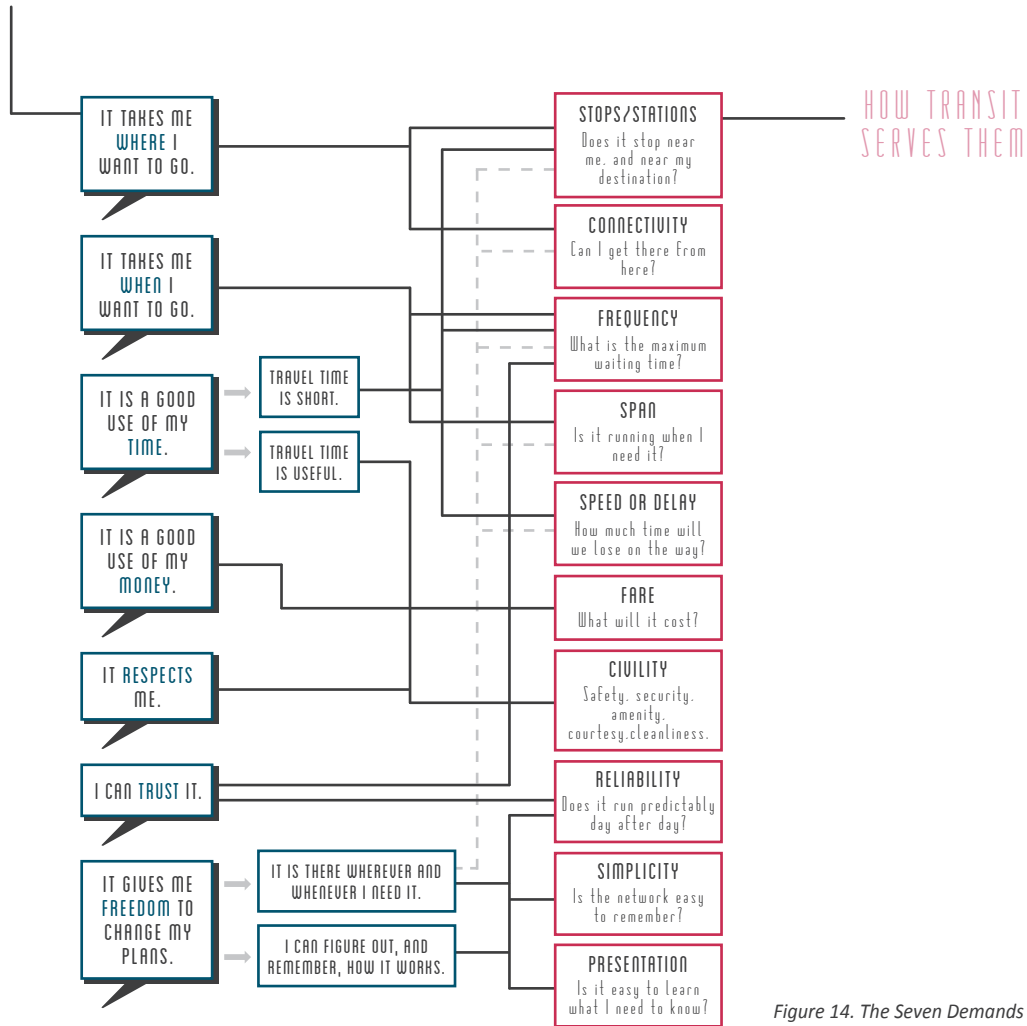 IT TAKES ME
WHERE I
WANT TO GO.
IT TAKES ME
WHEN I
WANT TO GO.
IT IS A GOOD
USE OF MY
TIME.
TRAVEL TIME
IS SHORT.
TRAVEL TIME
IS USEFUL.
IT IS A GOOD
USE OF MY
MONEY.
IT RESPECTS
ME.
I CAN TRUST IT.
IT GIVES ME
FREEDOM TO
CHANGE MY
PLANS.
IT IS THERE WHEREVER AND
WHENEVER I NEED IT.
I CAN FIGURE OUT, AND
REMEMBER, HOW IT WORKS.
STOPS/STATIONS
Does it stop near
me. and near my
destination?
CONNECTIVITY
Can I get there from
here?
FREQUENCY
What is the maximum
waiting time?
SPAN
Is it running when I
need it?
SPEED OR DELAY
How much time will
we lose on the way?
FARE
What will it cost?
CIVILITY
Safety. security.
amenity.
courtesy.cleanliness.
RELIABILITY
Does it run predictably
day after day?
SIMPLICITY
Is the network easy
to remember?
PRESENTATION
Is it easy to learn
what I need to know?
HOW TRANSIT
SERVES THEM
Figure 14. The Seven Demands